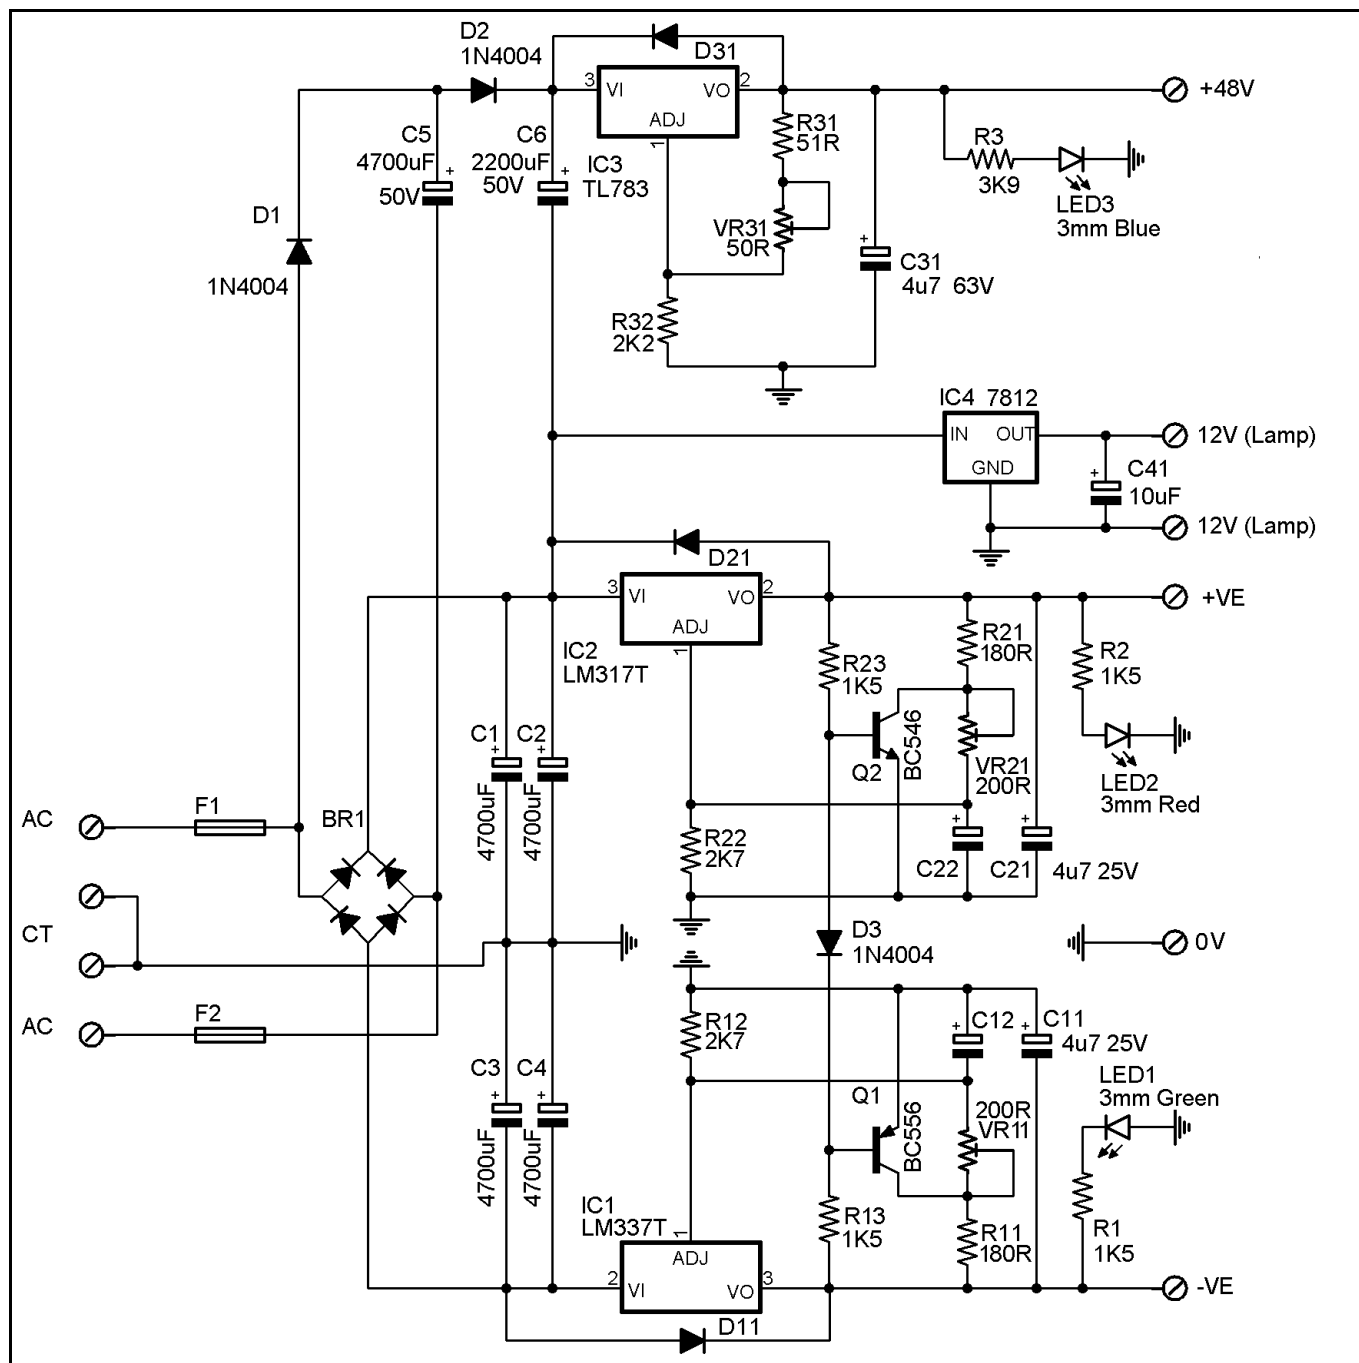 D2
1N4004
D31
3
VI
VO
2
ADJ
1
IC3
TL783
+48V
C5
4700uF
50V
C6
2200uF
50V
R31
51R
R3
3K9
LED3
3mm Blue
D1
1N4004
VR31
50R
C31
4u7 63V
R32
2K2
IC4 7812
IN
OUT
GND
12V (Lamp)
C41
10uF
12V (Lamp)
D21
3
VI
VO
2
ADJ
1
IC2
LM317T
+VE
R21
180R
R23
1K5
R2
1K5
BC546
Q2
VR21
200R
LED2
3mm Red
C1
4700uF
C2
4700uF
AC
F1
BR1
R22
2K7
C22
C21
4u7 25V
CT
D3
1N4004
0V
AC
F2
R12
2K7
C12
C11
4u7 25V
C3
4700uF
C4
4700uF
Q1
BC556
200R
VR11
LED1
3mm Green
IC1
LM337T
1
ADJ
2
VI
VO
3
R13
1K5
R11
180R
R1
1K5
-VE
D11